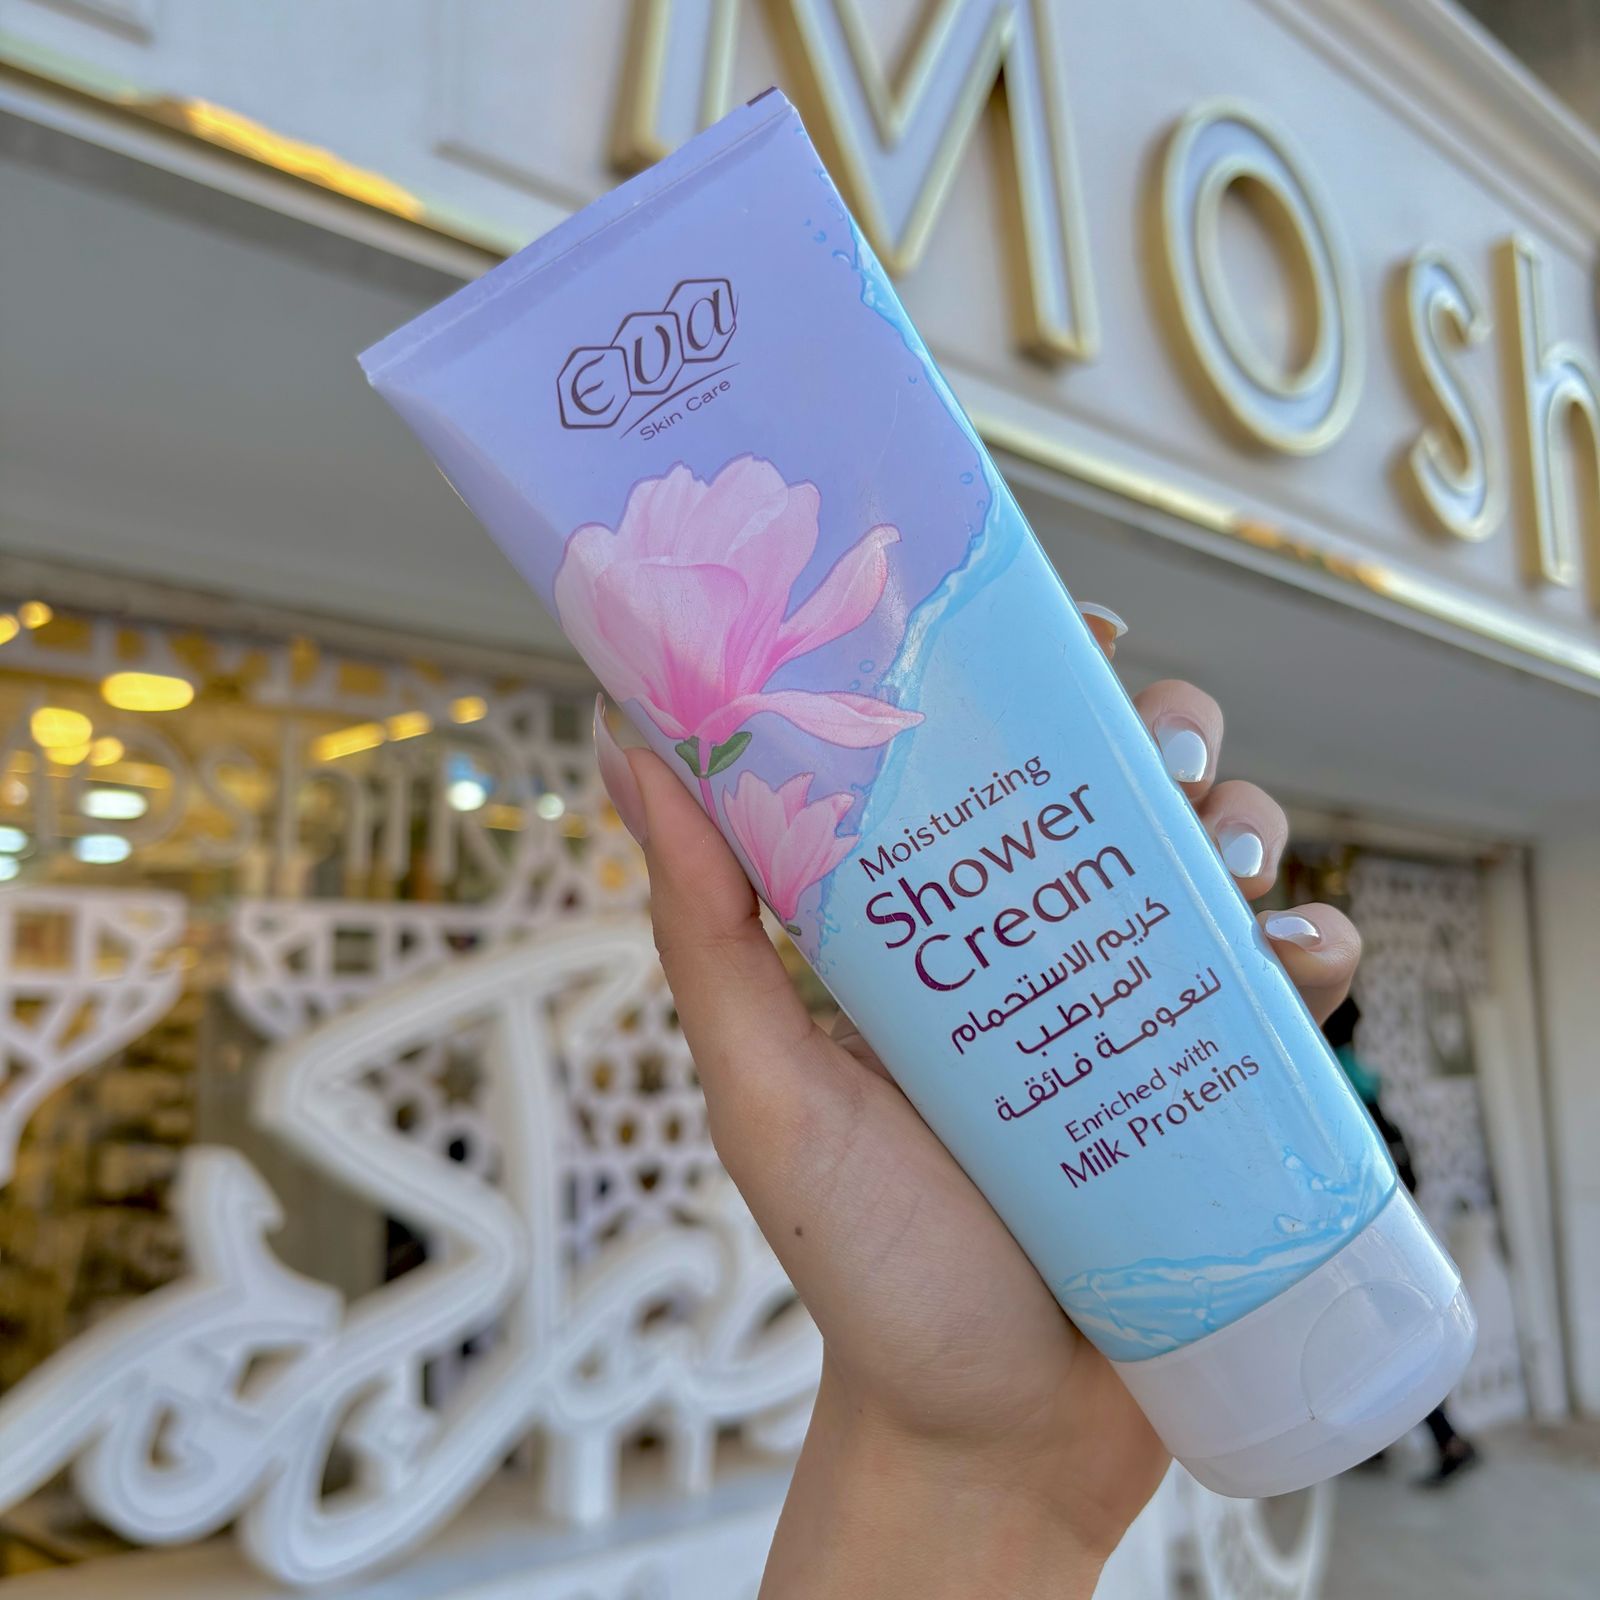 Mosh
Eva
Skin Care
Moisturizing
Shower
Cream
كريم الاستحمام
المرطب
لنعومة فائقة
Enriched with
Milk Proteins